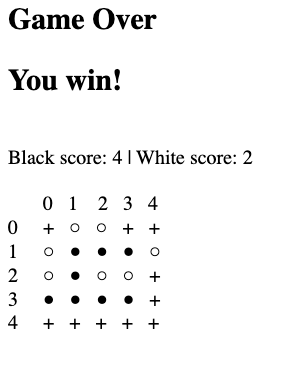 Game Over
You win!
Black score: 4 | White score: 2
0 1 2 3 4
0 + ○ ○ + +
1 ○ ● ● ● ○
2 ○ ● ○ ○ +
3 ● ● ● ● +
4 + + + + +